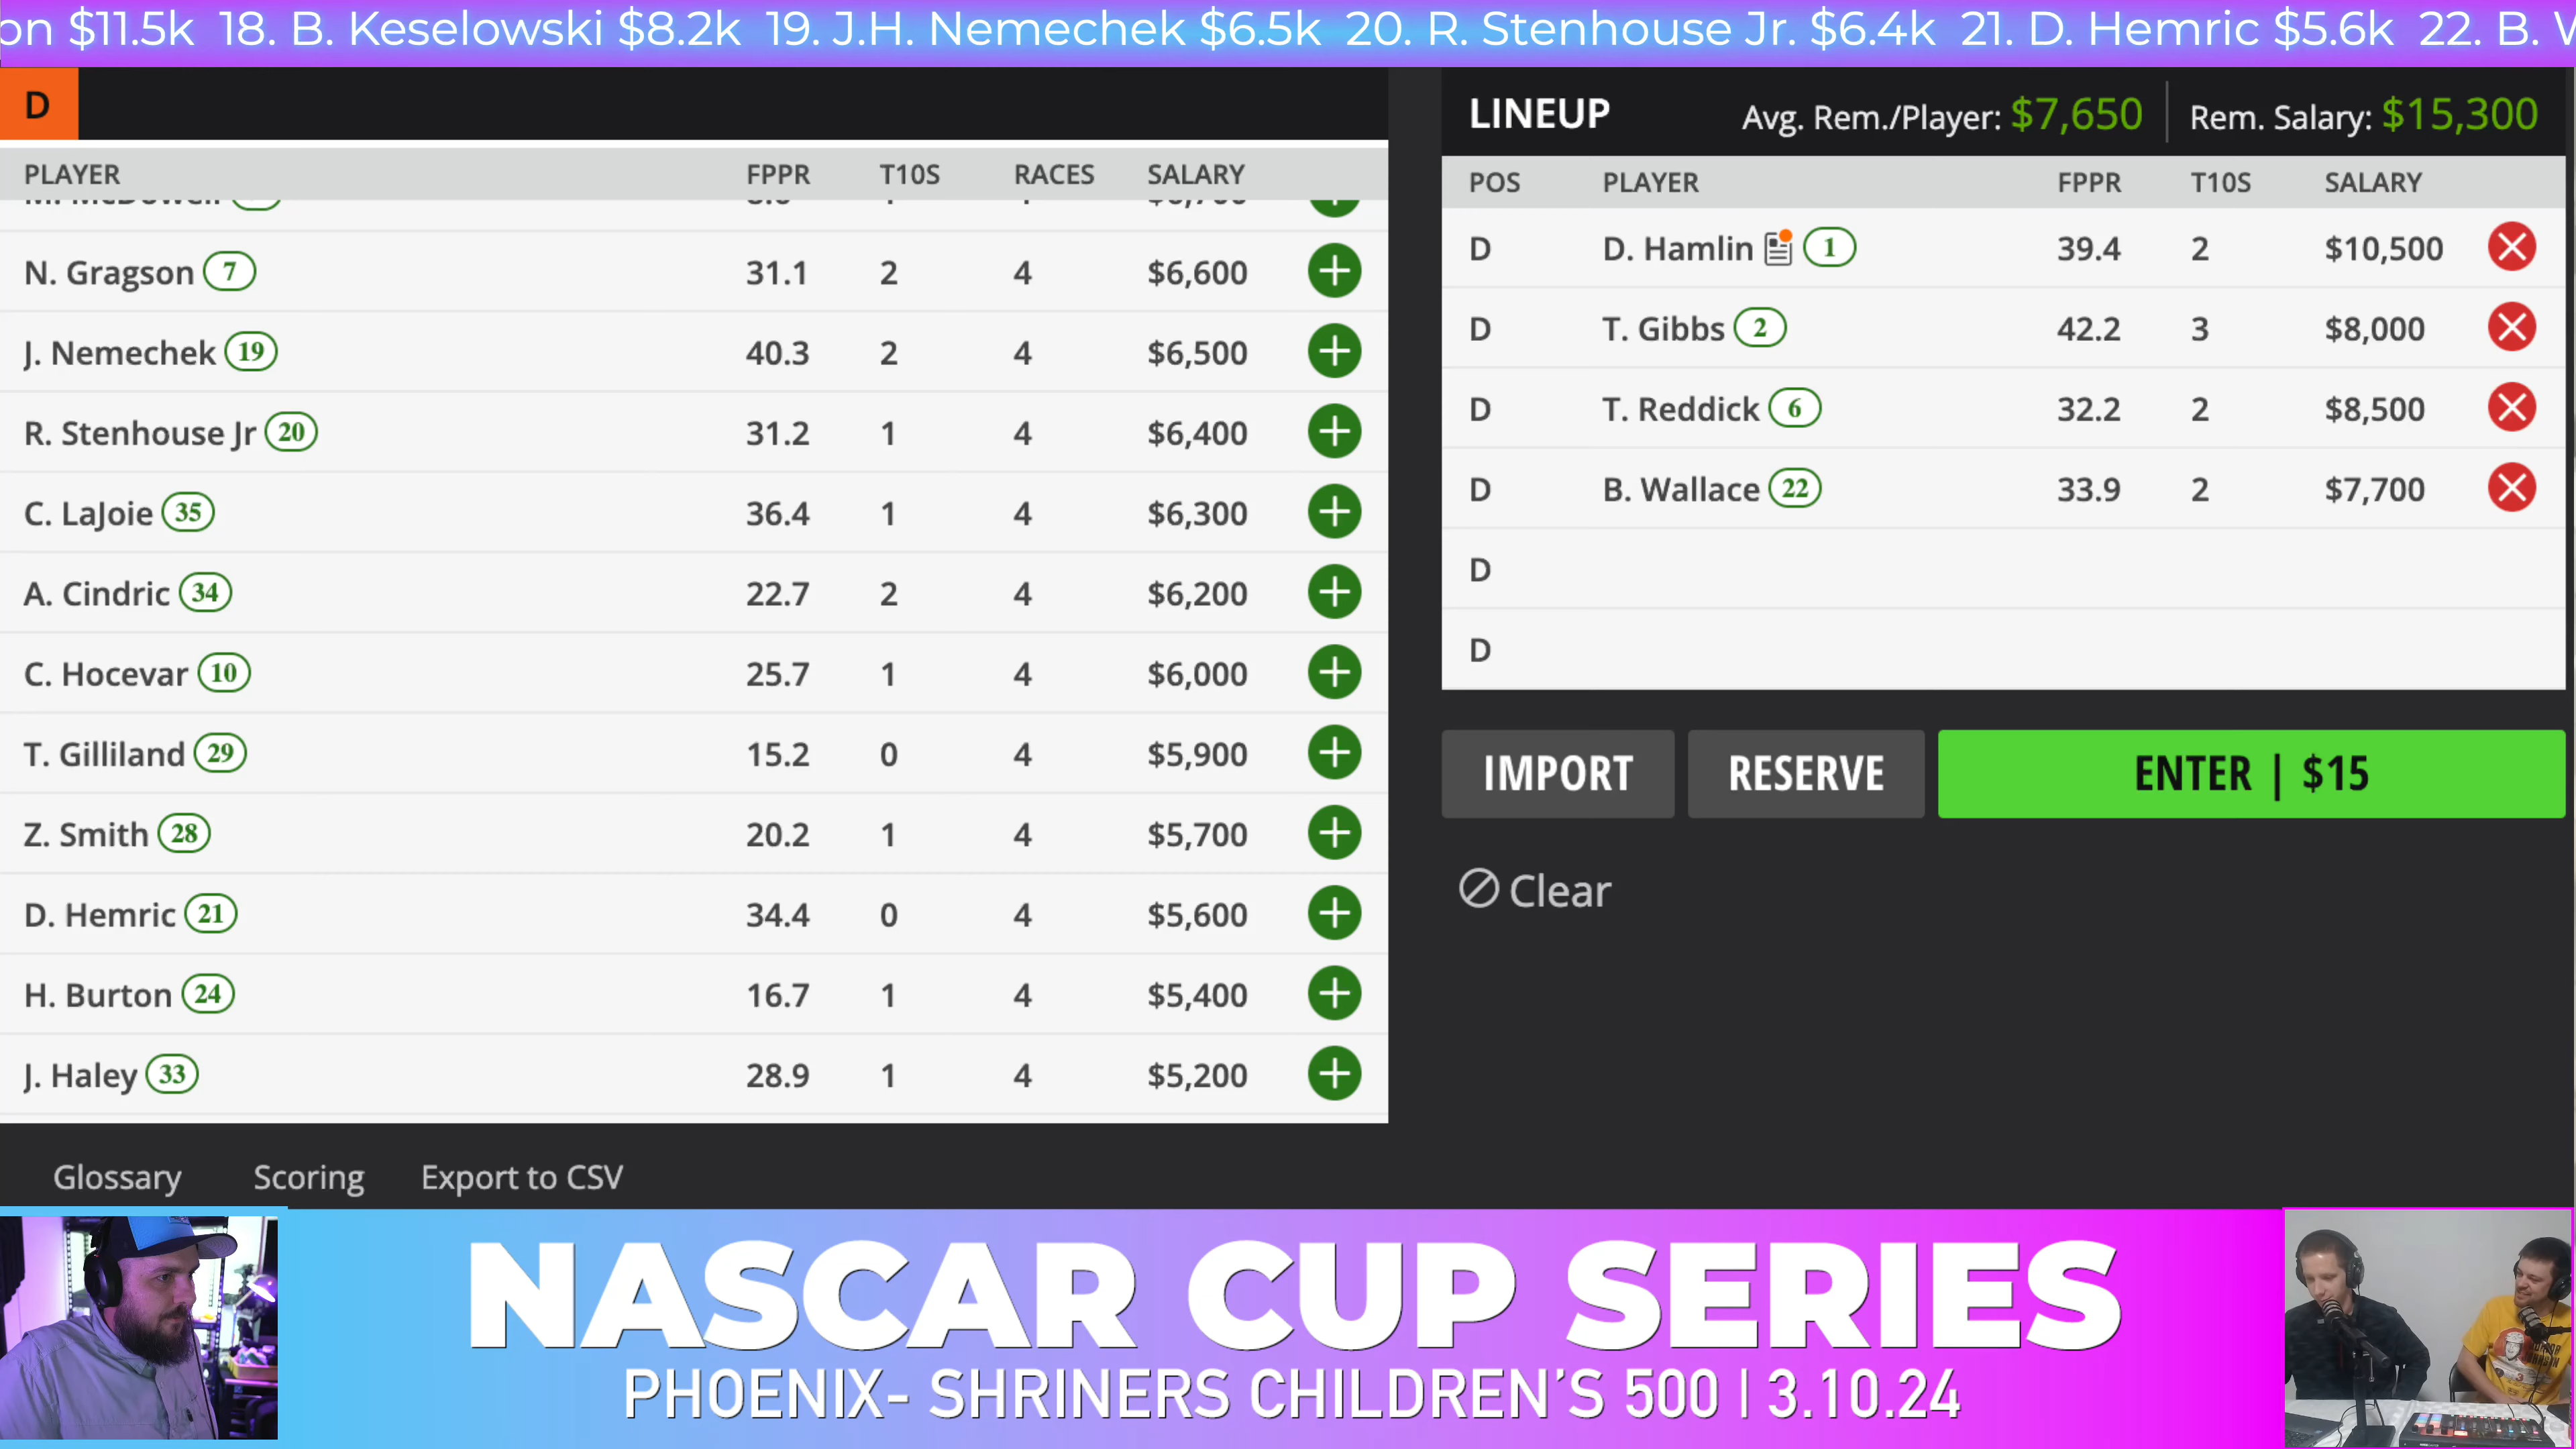 on $11.5k 18. B. Keselowski $8.2k 19. J.H. Nemechek $6.5k 20. R. Stenhouse Jr. $6.4k 21. D. Hemric $5.6k 22. B.
D
PLAYER FPPR T10S RACES SALARY
M. McDowell
N. Gragson 7 31.1 2 4 $6,600
J. Nemechek 19 40.3 2 4 $6,500
R. Stenhouse Jr 20 31.2 1 4 $6,400
C. LaJoie 35 36.4 1 4 $6,300
A. Cindric 34 22.7 2 4 $6,200
C. Hocevar 10 25.7 1 4 $6,000
T. Gilliland 29 15.2 0 4 $5,900
Z. Smith 28 20.2 1 4 $5,700
D. Hemric 21 34.4 0 4 $5,600
H. Burton 24 16.7 1 4 $5,400
J. Haley 33 28.9 1 4 $5,200
Glossary Scoring Export to CSV
LINEUP Avg. Rem./Player: $7,650 Rem. Salary: $15,300
POS PLAYER FPPR T10S SALARY
D D. Hamlin 1 39.4 2 $10,500
D T. Gibbs 2 42.2 3 $8,000
D T. Reddick 6 32.2 2 $8,500
D B. Wallace 22 33.9 2 $7,700
D
D
IMPORT RESERVE ENTER | $15
Clear
NASCAR CUP SERIES
PHOENIX- SHRINERS CHILDREN'S 500 | 3.10.24